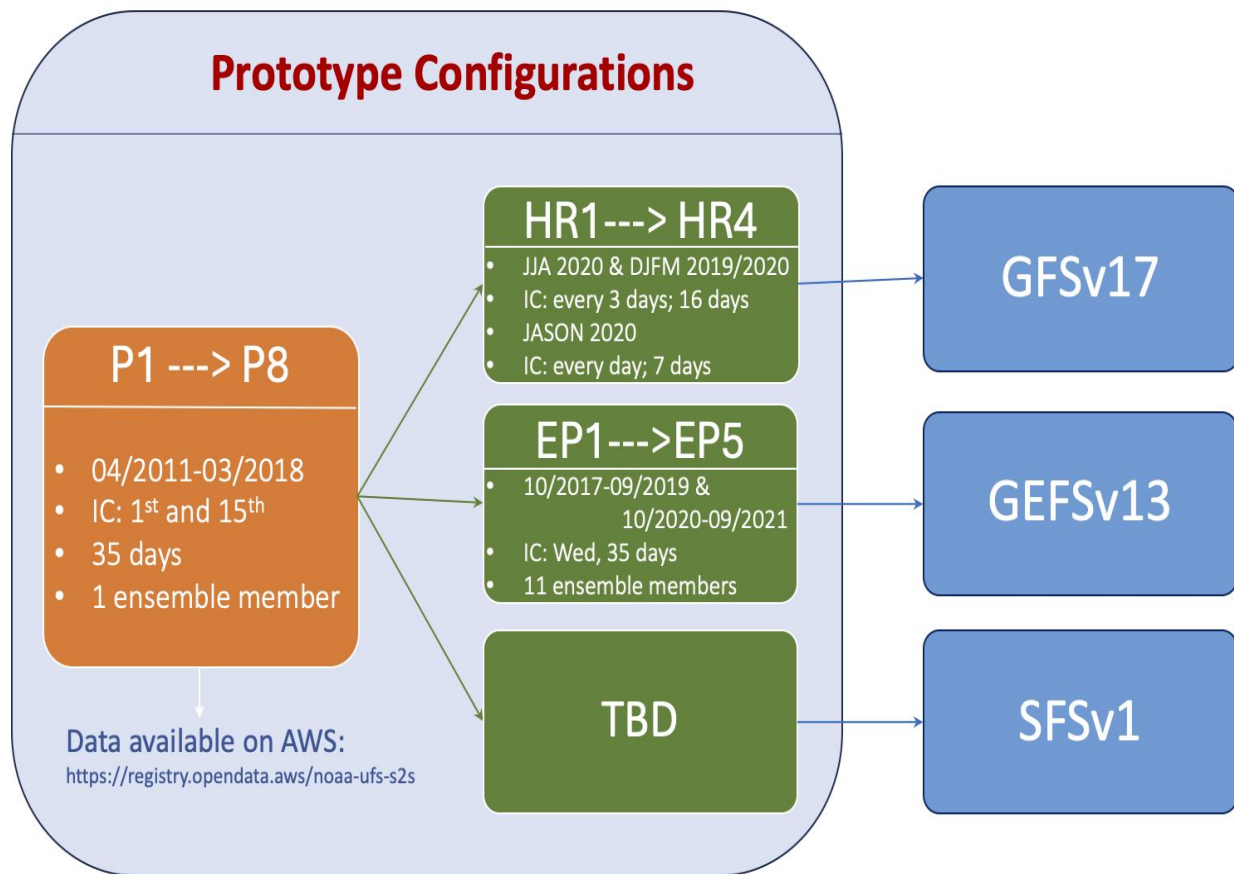 Prototype Configurations
P1 ---> P8
• 04/2011-03/2018
• IC: 1st and 15th
• 35 days
• 1 ensemble member
Data available on AWS:
https://registry.opendata.aws/noaa-ufs-s2s
HR1---> HR4
• JJA 2020 & DJFM 2019/2020
• IC: every 3 days; 16 days
• JASON 2020
• IC: every day; 7 days
EP1--->EP5
• 10/2017-09/2019 &
10/2020-09/2021
• IC: Wed, 35 days
• 11 ensemble members
TBD
GFSv17
GEFSv13
SFSv1